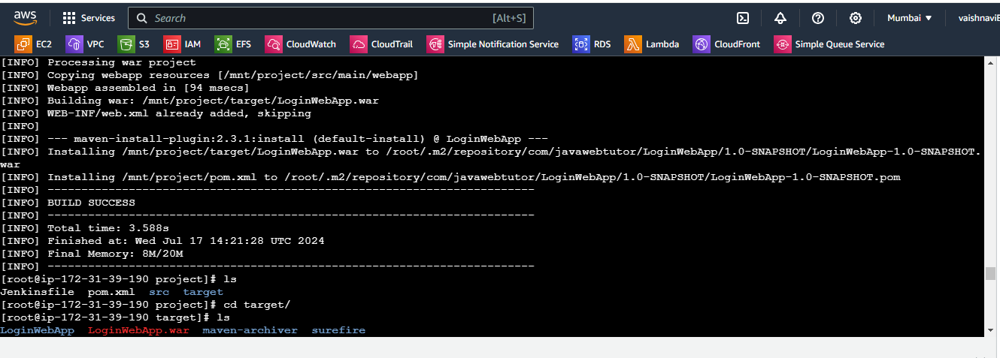 aws Services Search [Alt+S] Mumbai ▼ vaishnaviE
EC2 VPC S3 IAM EFS CloudWatch CloudTrail Simple Notification Service RDS Lambda CloudFront Simple Queue Service
[INFO] Processing war project
[INFO] Copying webapp resources [/mnt/project/src/main/webapp]
[INFO] Webapp assembled in [94 msecs]
[INFO] Building war: /mnt/project/target/LoginWebApp.war
[INFO] WEB-INF/web.xml already added, skipping
[INFO]
[INFO] --- maven-install-plugin:2.3.1:install (default-install) @ LoginWebApp ---
[INFO] Installing /mnt/project/target/LoginWebApp.war to /root/.m2/repository/com/javawebtutor/LoginWebApp/1.0-SNAPSHOT/LoginWebApp-1.0-SNAPSHOT.
war
[INFO] Installing /mnt/project/pom.xml to /root/.m2/repository/com/javawebtutor/LoginWebApp/1.0-SNAPSHOT/LoginWebApp-1.0-SNAPSHOT.pom
[INFO] ------------------------------------------------------------------------
[INFO] BUILD SUCCESS
[INFO] ------------------------------------------------------------------------
[INFO] Total time: 3.588s
[INFO] Finished at: Wed Jul 17 14:21:28 UTC 2024
[INFO] Final Memory: 8M/20M
[INFO] ------------------------------------------------------------------------
[root@ip-172-31-39-190 project]# ls
Jenkinsfile pom.xml src target
[root@ip-172-31-39-190 project]# cd target/
[root@ip-172-31-39-190 target]# ls
LoginWebApp LoginWebApp.war maven-archiver surefire